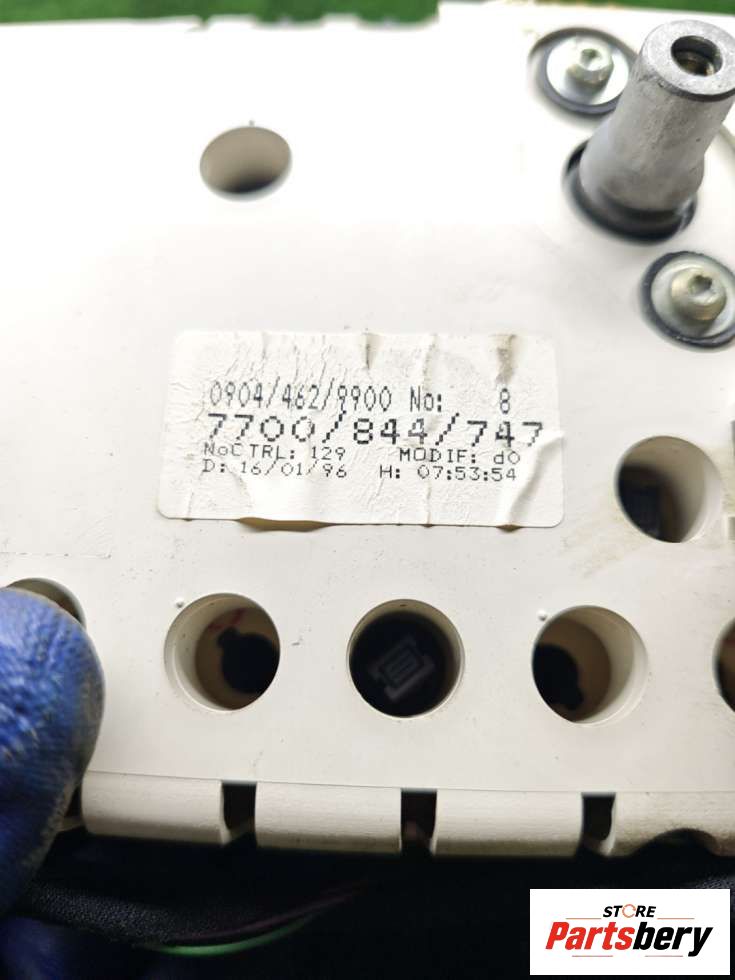 0904/462/9900 No: 8
7700/844/747
NoCTRL: 129 MODIF: d0
D: 16/01/96 H: 07:53:54
STORE
Partsbery